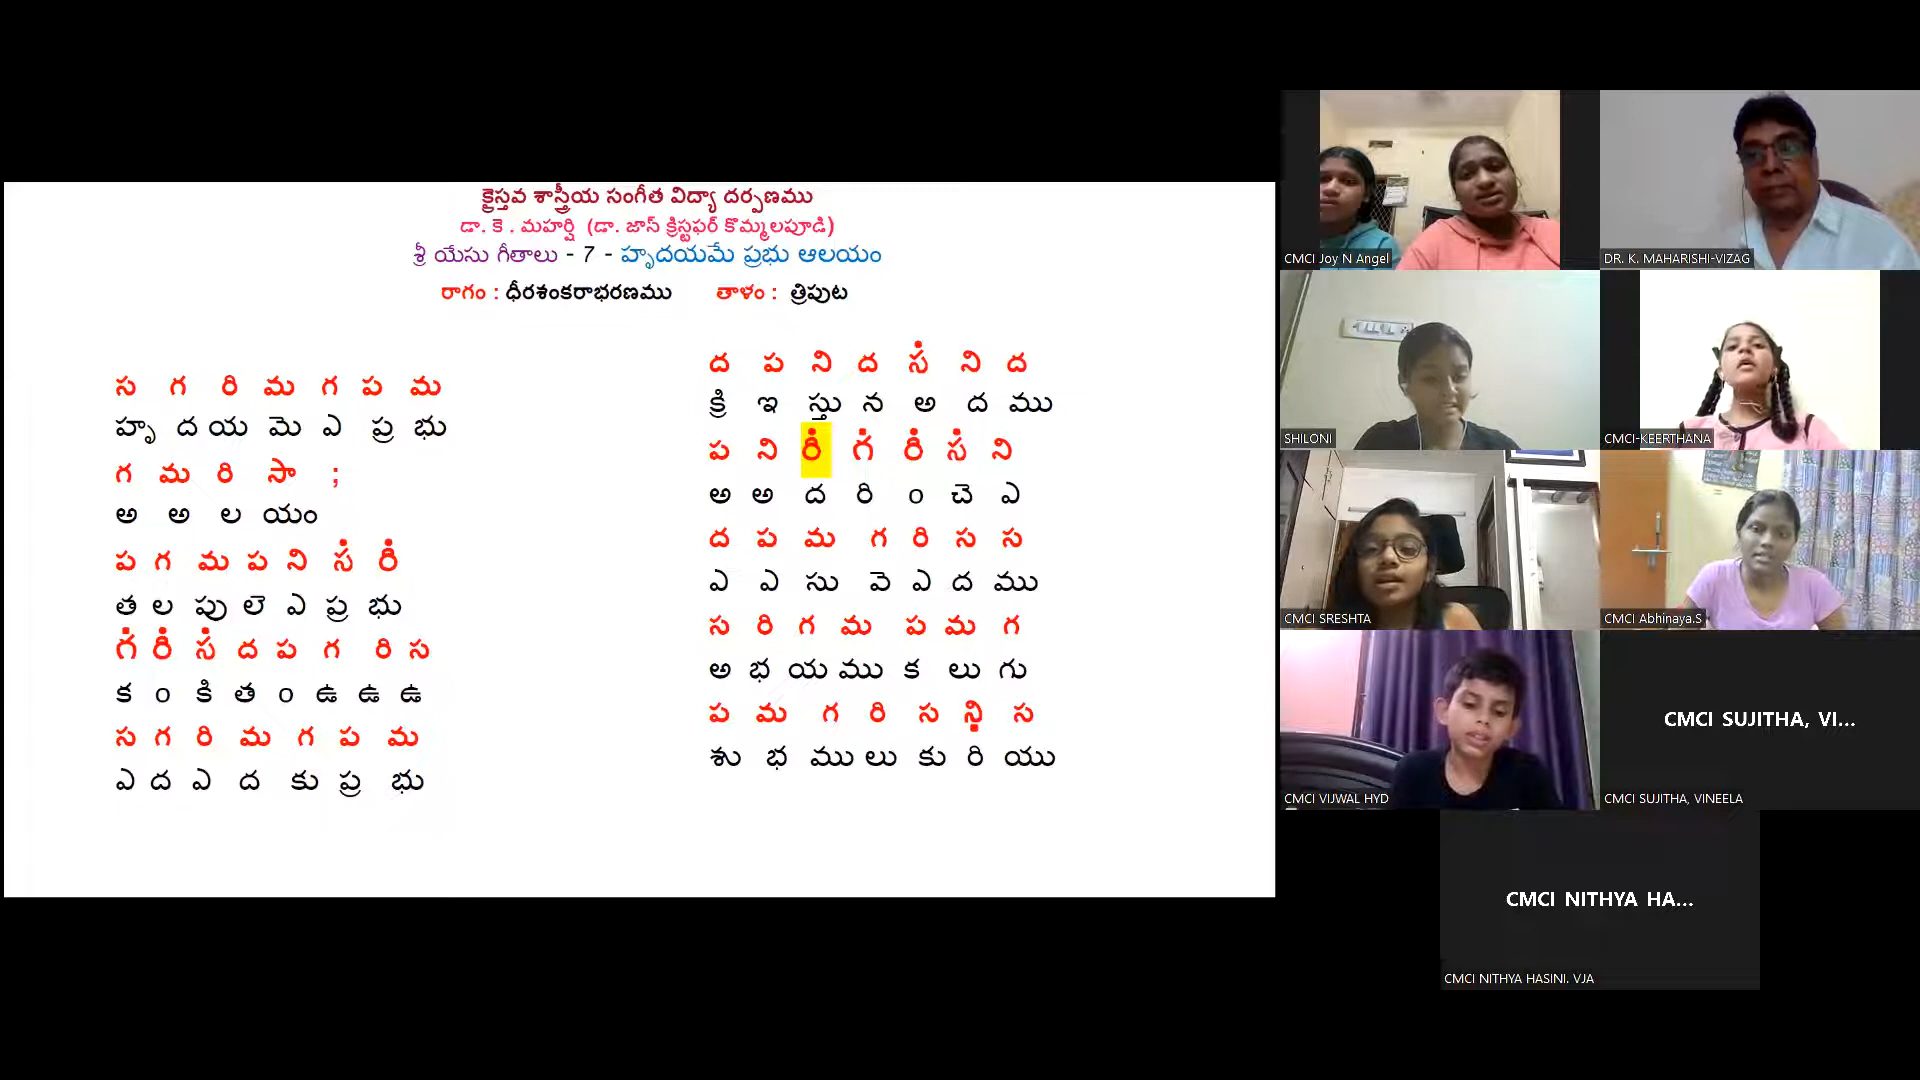 క్రైస్తవ శాస్త్రీయ సంగీత విద్యా దర్పణము
డా. కె . మహర్షి (డా. జాన్ క్రిస్టఫర్ కొమ్మలపూడి)
శ్రీ యేసు గీతాలు - 7 - హృదయమే ప్రభు ఆలయం
రాగం : ధీరశంకరాభరణము తాళం : త్రిపుట
స గ రి మ గ ప మ
హృ ద య మె ఎ ప్ర భు
గ మ రి సా ;
అ అ ల యం
ప గ మ ప ని స̇ రి̇
త ల పు లె ఎ ప్ర భు
గ̇ రి̇ స̇ ద ప గ రి స
క ం కి త ం ఉ ఉ ఉ
స గ రి మ గ ప మ
ఎ ద ఎ ద కు ప్ర భు
ద ప ని ద స̇ ని ద
క్రి ఇ స్తు న అ ద ము
ప ని రి̇ గ̇ రి̇ స̇ ని
అ అ ద రి ం చె ఎ
ద ప మ గ రి స స
ఎ ఎ సు వె ఎ ద ము
స రి గ మ ప మ గ
అ భ య ము క లు గు
ప మ గ రి స ని̣ స
శు భ ము లు కు రి యు
CMCI Joy N Angel
DR. K. MAHARISHI-VIZAG
SHILONI
CMCI-KEERTHANA
CMCI SRESHTA
CMCI Abhinaya.S
CMCI VIJWAL HYD
CMCI SUJITHA, VI...
CMCI SUJITHA, VINEELA
CMCI NITHYA HA...
CMCI NITHYA HASINI. VJA